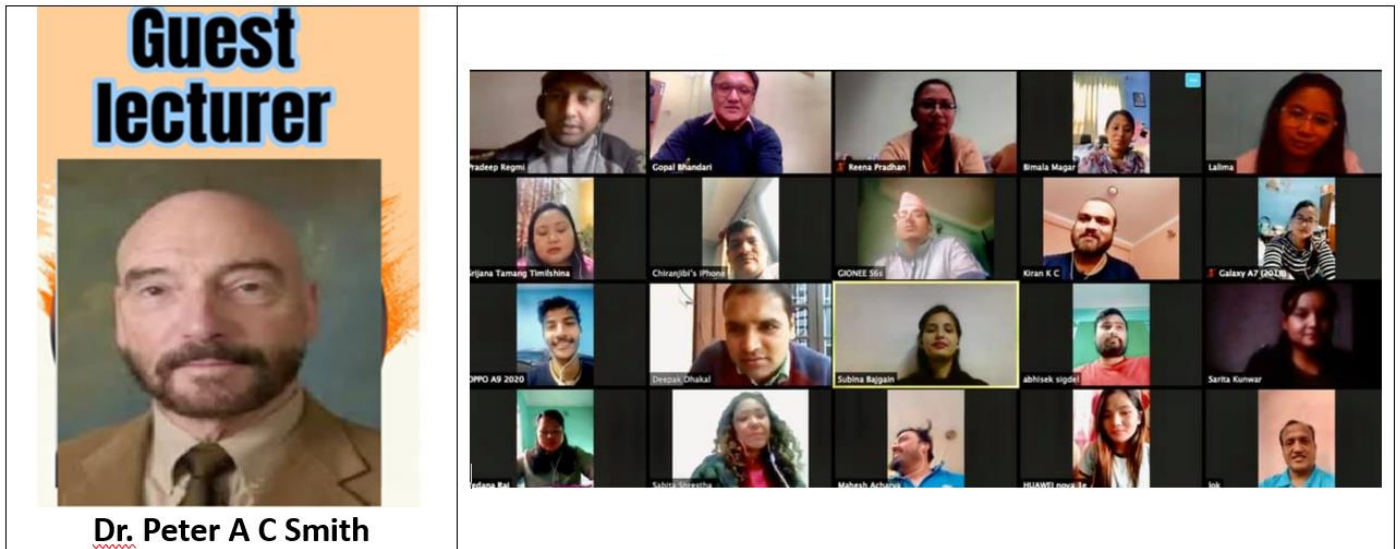 Guest
lecturer
Dr. Peter A C Smith
Pradeep Regmi
Gopal Bhandari
Reena Pradhan
Bimala Magar
Lalima
Srijana Tamang Timilshina
Chiranjibi's iPhone
GIONEE S6s
Kiran K C
Galaxy A7 (2018)
OPPO A9 2020
Deepak Dhakal
Subina Bajgain
abhisek sigdel
Sarita Kunwar
Rai
Sabita Shrestha
Mahesh Acharya
HUAWEI nova 3e
lok